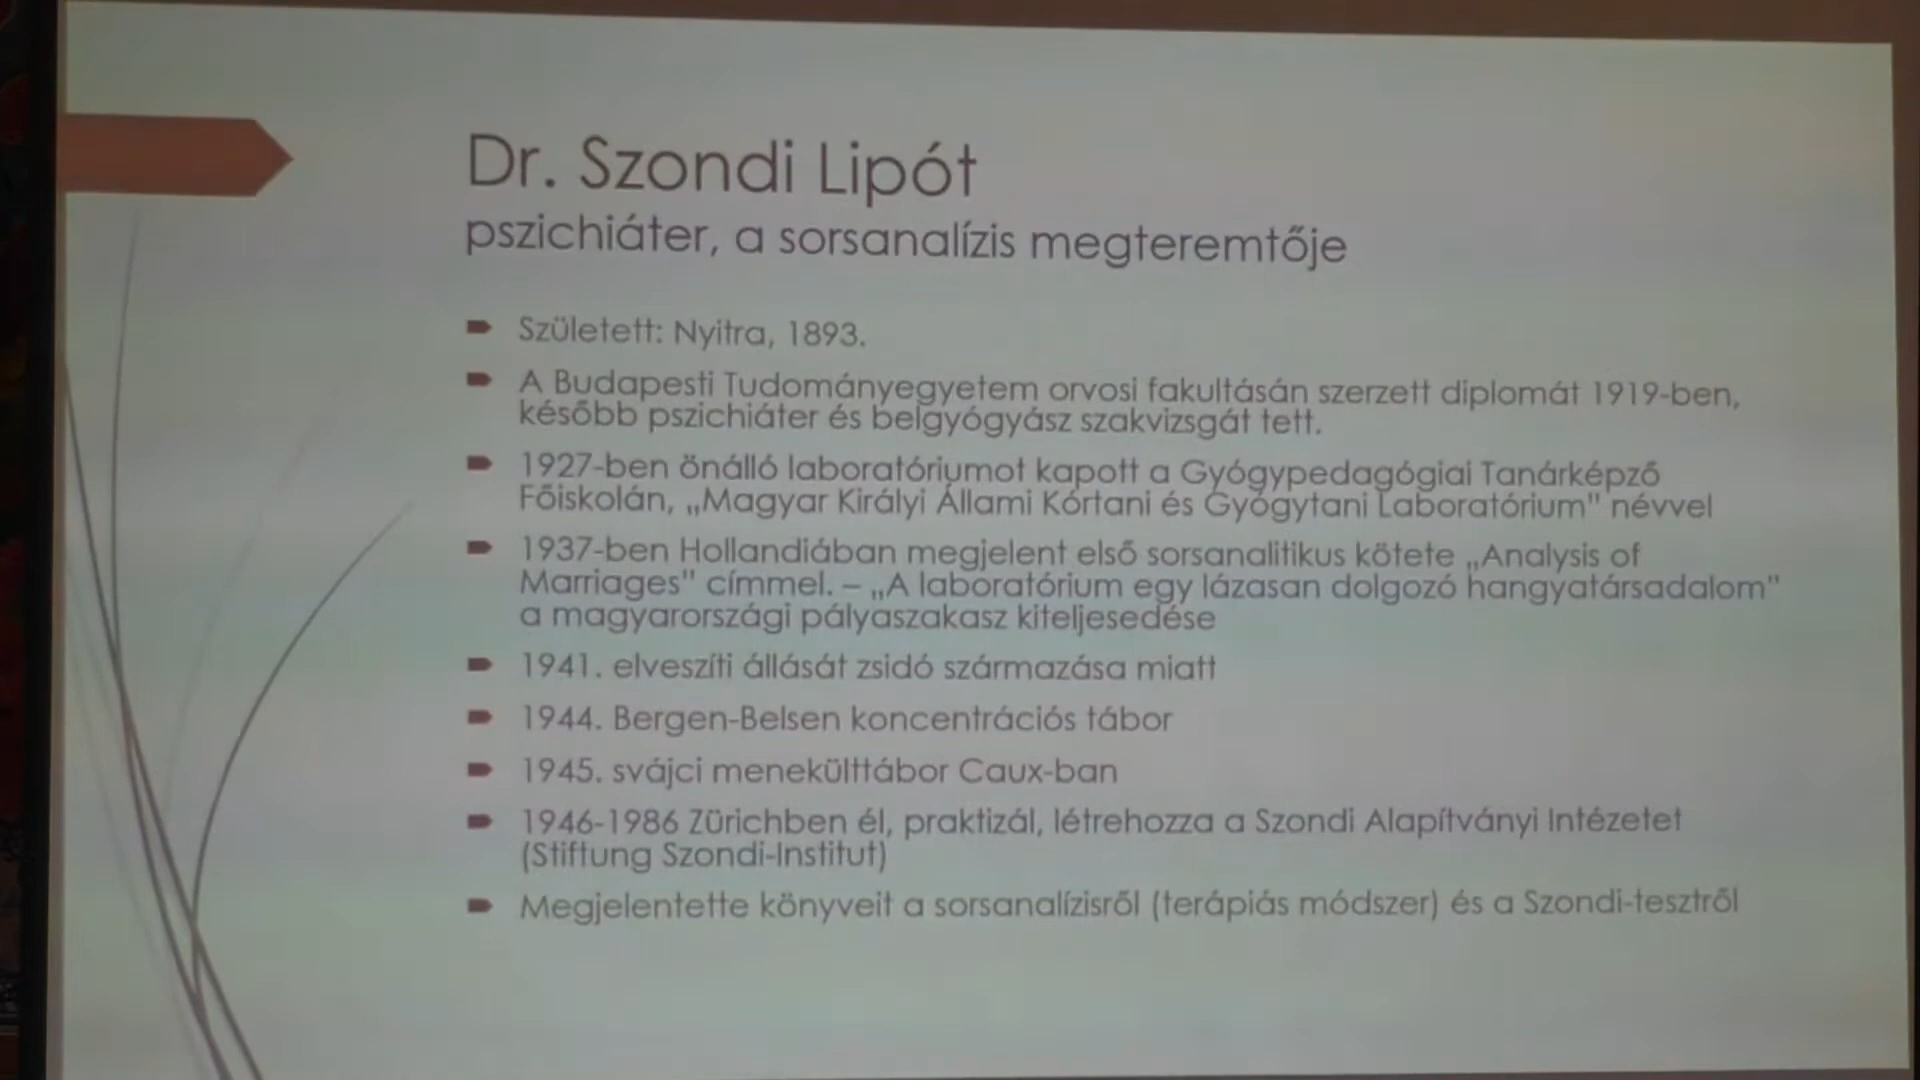 Dr. Szondi Lipót
pszichiáter, a sorsanalízis megteremtője
Született: Nyitra, 1893.
A Budapesti Tudományegyetem orvosi fakultásán szerzett diplomát 1919-ben,
később pszichiáter és belgyógyász szakvizsgát tett.
1927-ben önálló laboratóriumot kapott a Gyógypedagógiai Tanárképző
Főiskolán, „Magyar Királyi Állami Kórtani és Gyógytani Laboratórium" névvel
1937-ben Hollandiában megjelent első sorsanalitikus kötete „Analysis of
Marriages" címmel. – „A laboratórium egy lázasan dolgozó hangyatársadalom"
a magyarországi pályaszakasz kiteljesedése
1941. elveszíti állását zsidó származása miatt
1944. Bergen-Belsen koncentrációs tábor
1945. svájci menekülttábor Caux-ban
1946-1986 Zürichben él, praktizál, létrehozza a Szondi Alapítványi Intézetet
(Stiftung Szondi-Institut)
Megjelentette könyveit a sorsanalízisről (terápiás módszer) és a Szondi-tesztről